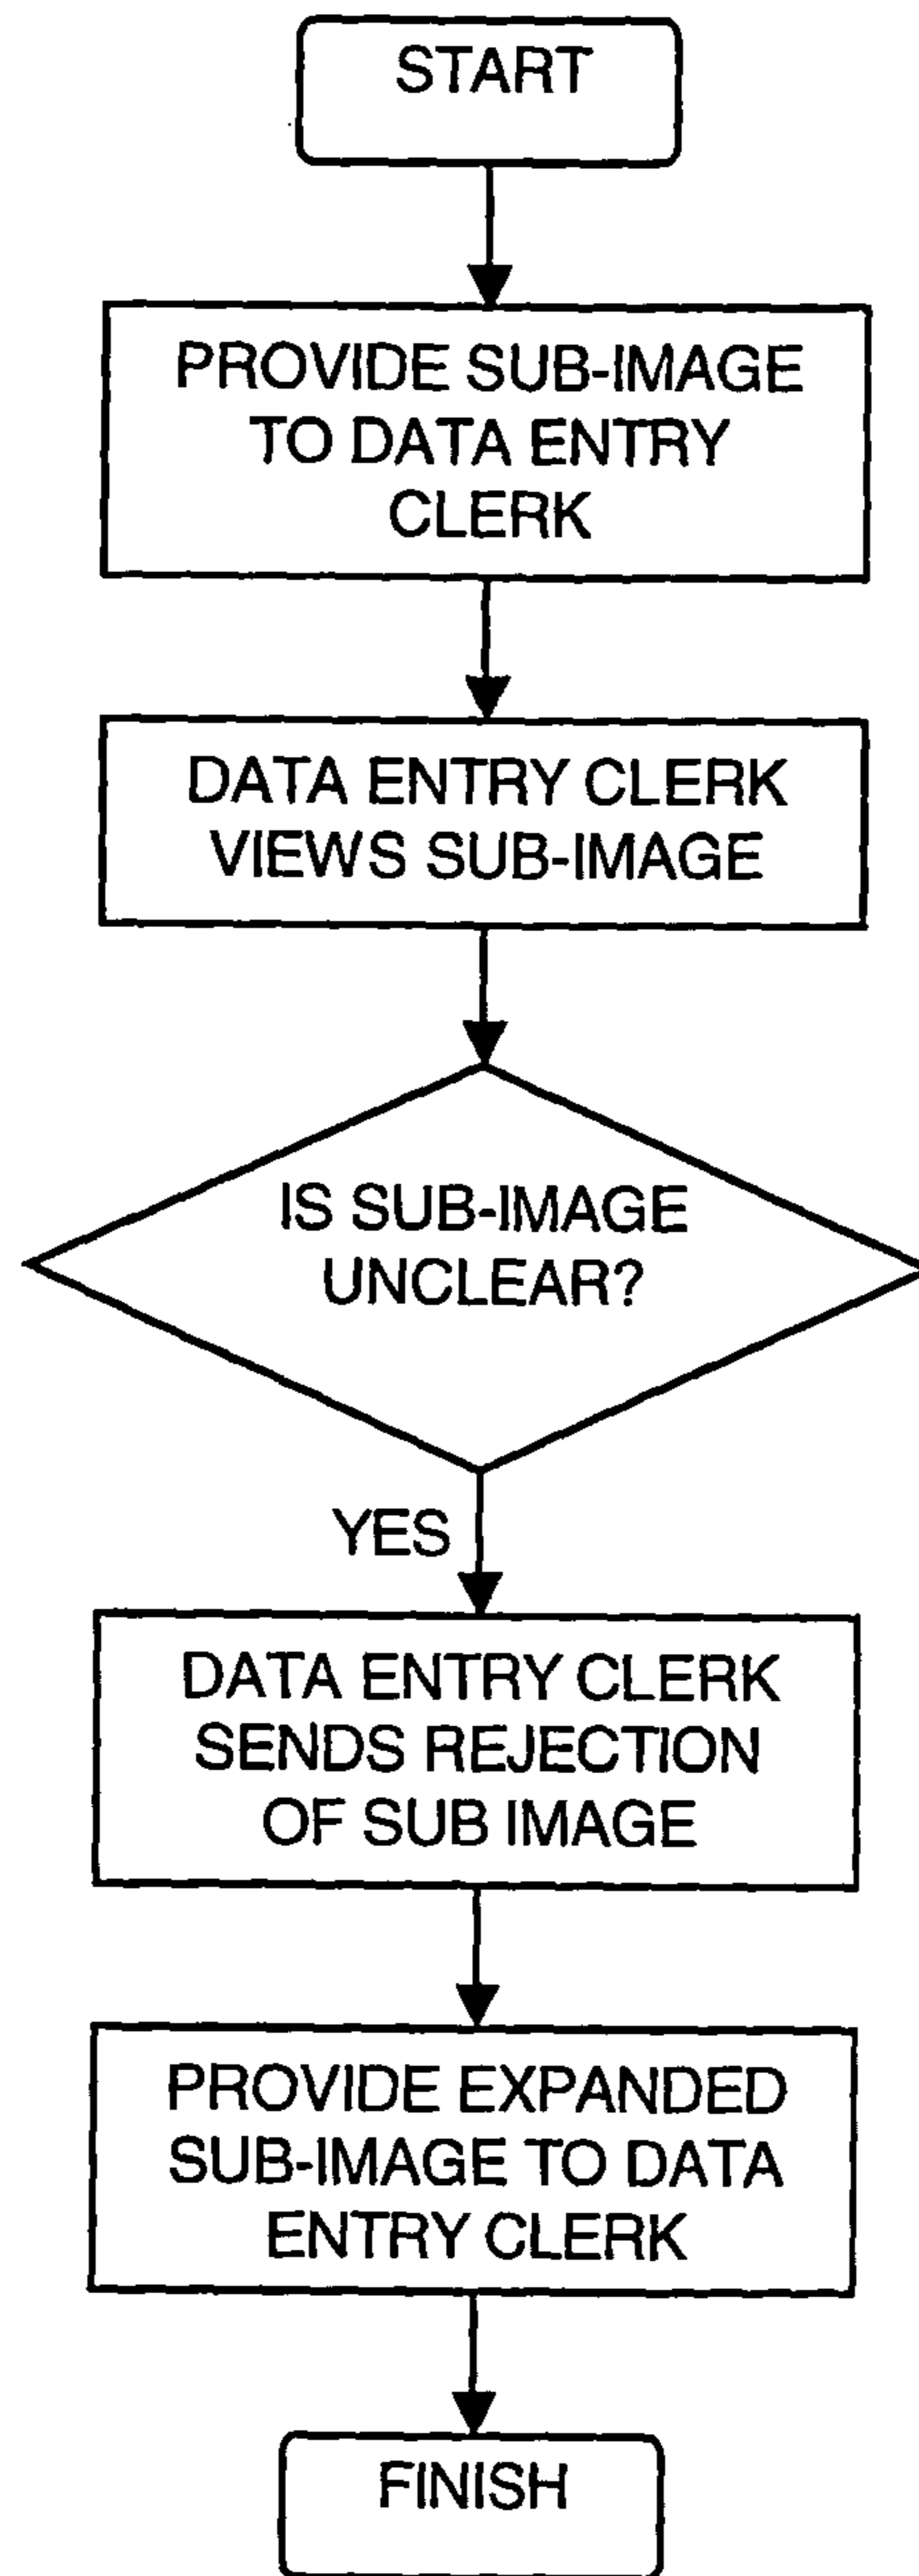 START
PROVIDE SUB-IMAGE
TO DATA ENTRY
CLERK
DATA ENTRY CLERK
VIEWS SUB-IMAGE
IS SUB-IMAGE
UNCLEAR?
YES
DATA ENTRY CLERK
SENDS REJECTION
OF SUB IMAGE
PROVIDE EXPANDED
SUB-IMAGE TO DATA
ENTRY CLERK
FINISH